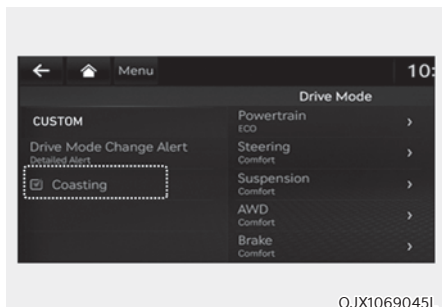 Menu
10:
Drive Mode
CUSTOM
Drive Mode Change Alert
Detailed Alert
Coasting
Powertrain
ECO
Steering
Comfort
Suspension
Comfort
AWD
Comfort
Brake
Comfort
OJX1069045L